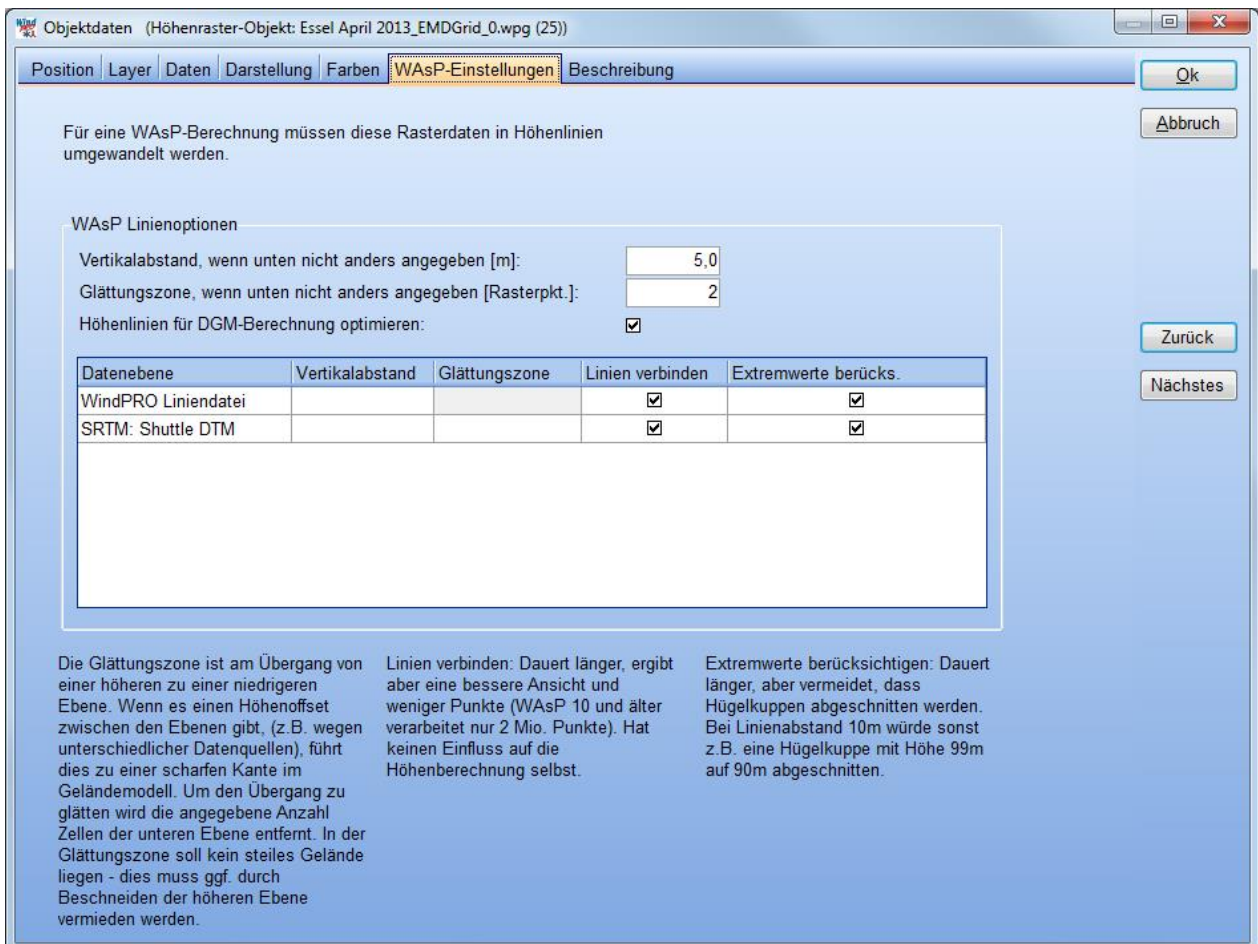 Objektdaten (Höhenraster-Objekt: Essel April 2013_EMDGrid_0.wpg (25))
Position Layer Daten Darstellung Farben WAsP-Einstellungen Beschreibung
Ok
Abbruch
Für eine WAsP-Berechnung müssen diese Rasterdaten in Höhenlinien
umgewandelt werden.
WAsP Linienoptionen
Vertikalabstand, wenn unten nicht anders angegeben [m]: 5,0
Glättungszone, wenn unten nicht anders angegeben [Rasterpkt.]: 2
Höhenlinien für DGM-Berechnung optimieren:
Zurück
Nächstes
Datenebene Vertikalabstand Glättungszone Linien verbinden Extremwerte berücks.
WindPRO Liniendatei
SRTM: Shuttle DTM
Die Glättungszone ist am Übergang von
einer höheren zu einer niedrigeren
Ebene. Wenn es einen Höhenoffset
zwischen den Ebenen gibt, (z.B. wegen
unterschiedlicher Datenquellen), führt
dies zu einer scharfen Kante im
Geländemodell. Um den Übergang zu
glätten wird die angegebene Anzahl
Zellen der unteren Ebene entfernt. In der
Glättungszone soll kein steiles Gelände
liegen - dies muss ggf. durch
Beschneiden der höheren Ebene
vermieden werden.
Linien verbinden: Dauert länger, ergibt
aber eine bessere Ansicht und
weniger Punkte (WAsP 10 und älter
verarbeitet nur 2 Mio. Punkte). Hat
keinen Einfluss auf die
Höhenberechnung selbst.
Extremwerte berücksichtigen: Dauert
länger, aber vermeidet, dass
Hügelkuppen abgeschnitten werden.
Bei Linienabstand 10m würde sonst
z.B. eine Hügelkuppe mit Höhe 99m
auf 90m abgeschnitten.